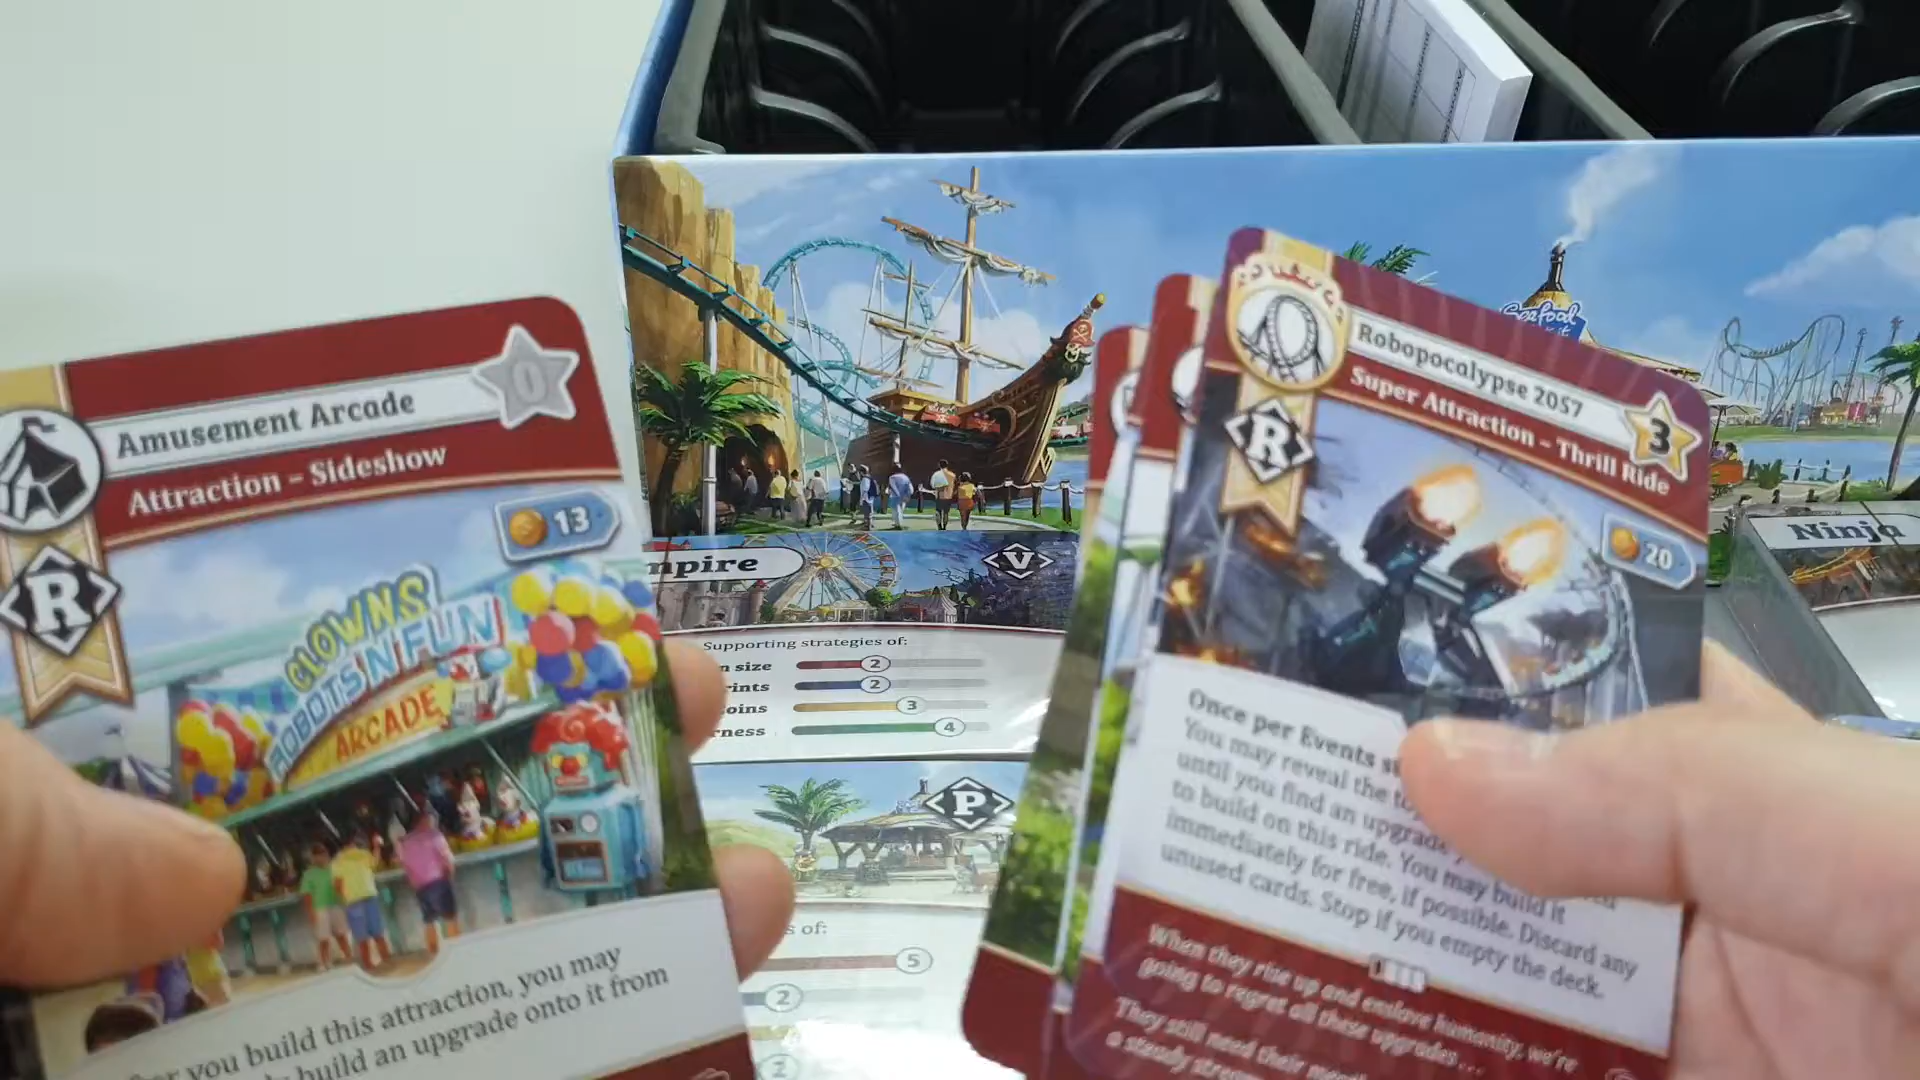 Amusement Arcade
0
Attraction – Sideshow
13
R
CLOWNS
ROBOTS 'N' FUN
ARCADE
you build this attraction, you may
build an upgrade onto it from
Seafood
mpire
V
Supporting strategies of:
n size
2
rints
2
oins
3
rness
4
P
s of:
5
2
2
Robopocalypse 2057
3
Super Attraction – Thrill Ride
R
20
Once per Events
You may reveal the
until you find an upgrade
to build on this ride. You may build it
immediately for free, if possible. Discard any
unused cards. Stop if you empty the deck.
When they rise up and enslave humanity, we're
going to regret all these upgrades...
They still need their
a steady
Ninja